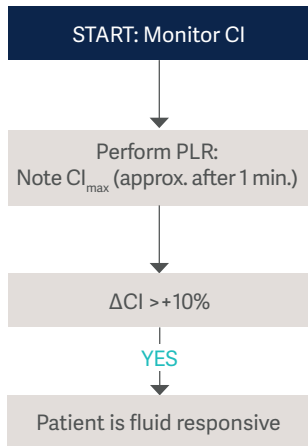 START: Monitor CI
Perform PLR:
Note CImax (approx. after 1 min.)
ΔCI >+10%
YES
Patient is fluid responsive